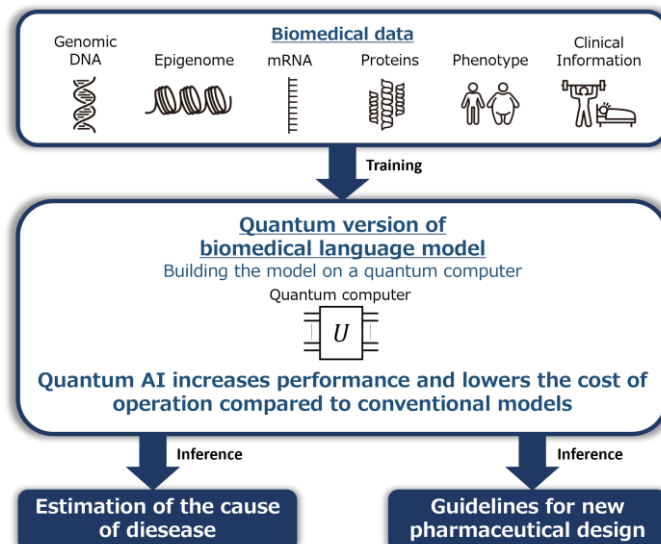 Biomedical data
Genomic
DNA
Epigenome
mRNA
Proteins
Phenotype
Clinical
Information
Training
Quantum version of
biomedical language model
Building the model on a quantum computer
Quantum computer
U
Quantum AI increases performance and lowers the cost of
operation compared to conventional models
Inference
Inference
Estimation of the cause
of diesease
Guidelines for new
pharmaceutical design